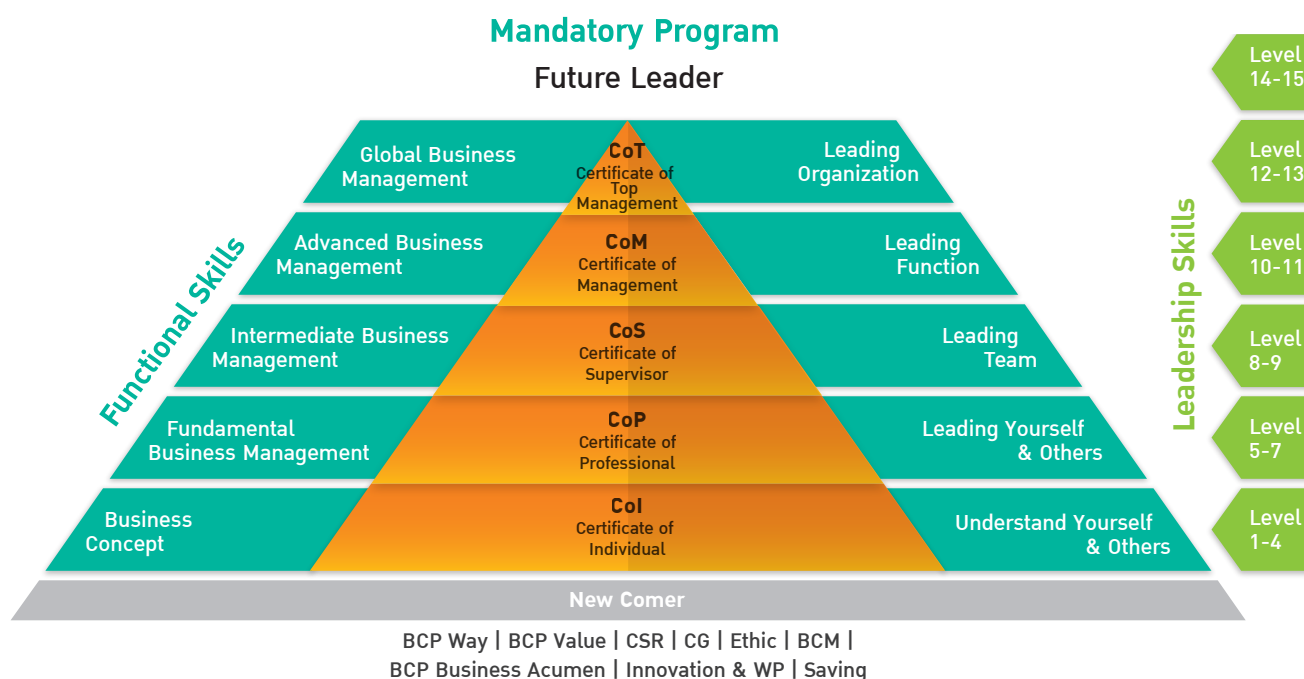 Mandatory Program
Future Leader
Level
14-15
Global Business
Management
CoT
Certificate of
Top
Management
Leading
Organization
Level
12-13
Advanced Business
Management
CoM
Certificate of
Management
Leading
Function
Level
10-11
Intermediate Business
Management
CoS
Certificate of
Supervisor
Leading
Team
Level
8-9
Fundamental
Business Management
CoP
Certificate of
Professional
Leading Yourself
& Others
Level
5-7
Business
Concept
CoI
Certificate of
Individual
Understand Yourself
& Others
Level
1-4
Functional Skills
Leadership Skills
New Comer
BCP Way | BCP Value | CSR | CG | Ethic | BCM |
BCP Business Acumen | Innovation & WP | Saving